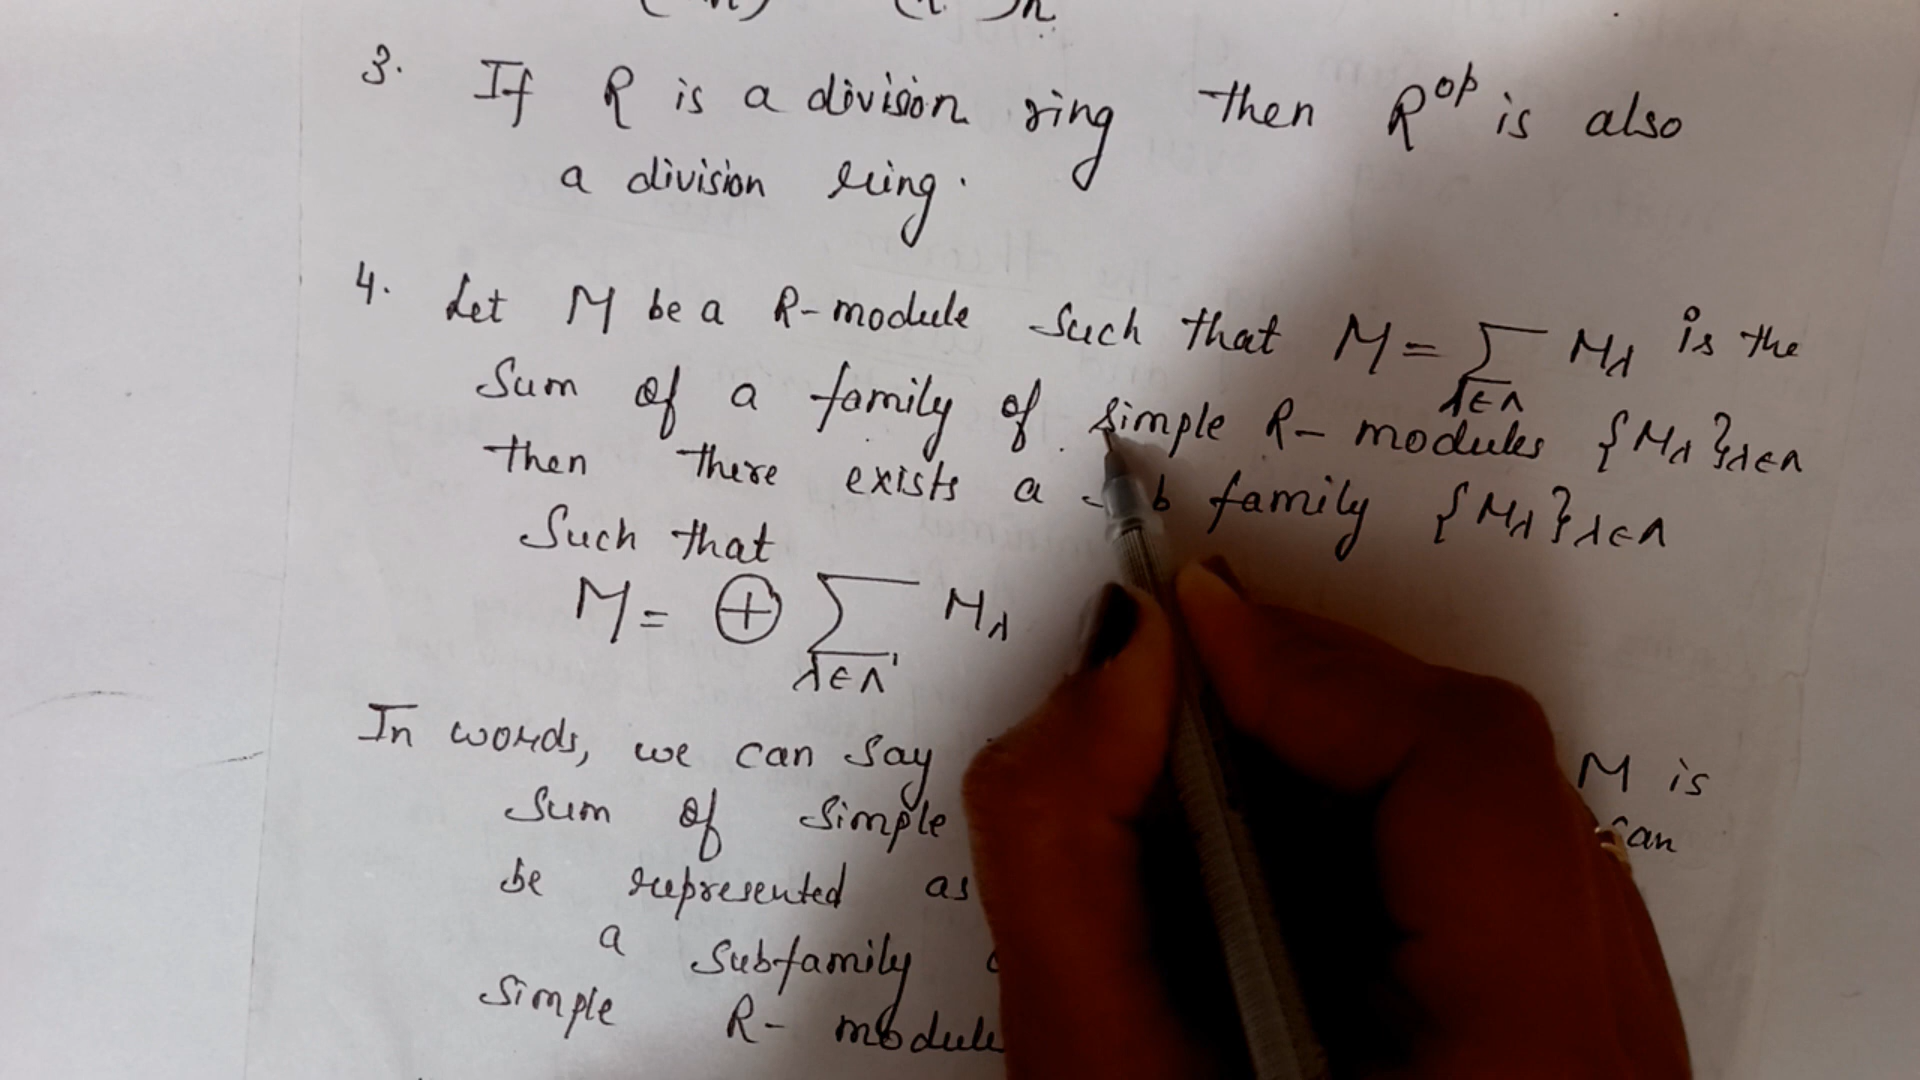 3. If R is a division ring then R^op is also
a division ring.
4. Let M be a R-module such that M = ∑_{λ∈Λ} M_λ is the
Sum of a family of simple R-modules {M_λ}_{λ∈Λ}
then there exists a family {M_λ}_{λ∈Λ}
Such that
M = ⊕ ∑_{λ∈Λ'} M_λ
In words, we can say M is
Sum of simple can
be represented as
a subfamily
simple R- module